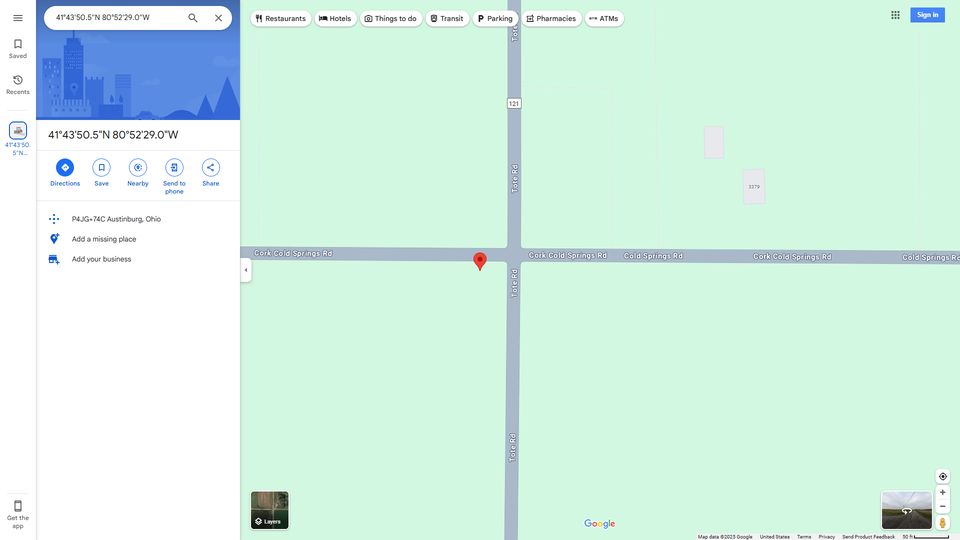 41°43'50.5"N 80°52'29.0"W
Restaurants
Hotels
Things to do
Transit
Parking
Pharmacies
ATMs
Sign in
Saved
Recents
41°43'50.
5"N...
41°43'50.5"N 80°52'29.0"W
Directions
Save
Nearby
Send to
phone
Share
P4JG+74C Austinburg, Ohio
Add a missing place
Add your business
Get the
app
Tote Rd
121
Tote Rd
3379
Cork Cold Springs Rd
Cork Cold Springs Rd
Cold Springs Rd
Cork Cold Springs Rd
Cold Springs Rd
Tote Rd
Tote Rd
Layers
Google
Map data ©2025 Google United States Terms Privacy Send Product Feedback 50 ft